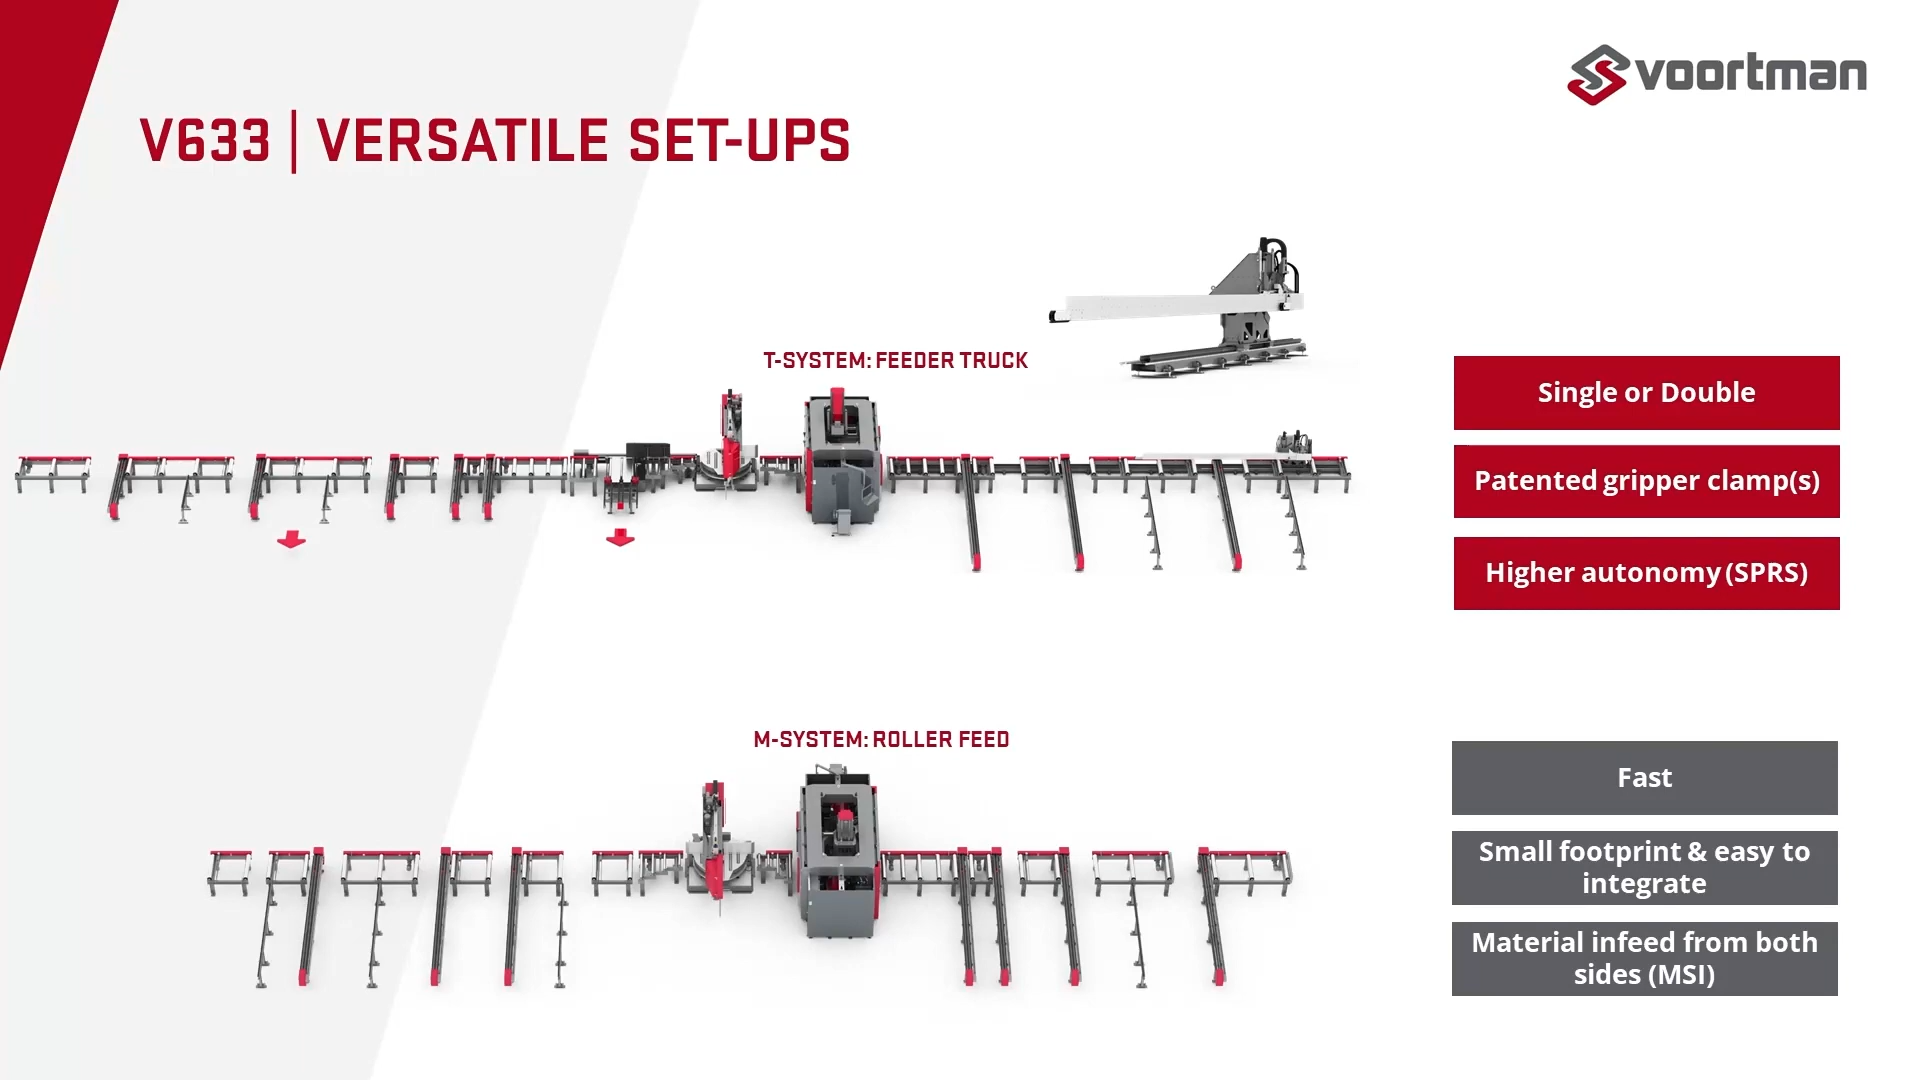 voortman
V633 | VERSATILE SET-UPS
T-SYSTEM: FEEDER TRUCK
Single or Double
Patented gripper clamp(s)
Higher autonomy (SPRS)
M-SYSTEM: ROLLER FEED
Fast
Small footprint & easy to
integrate
Material infeed from both
sides (MSI)